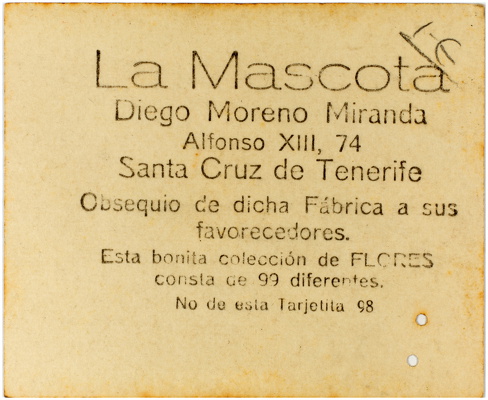 La Mascota
Diego Moreno Miranda
Alfonso XIII, 74
Santa Cruz de Tenerife
Obsequio de dicha Fábrica a sus
favorecedores.
Esta bonita colección de FLORES
consta de 99 diferentes.
No de esta Tarjetita 98